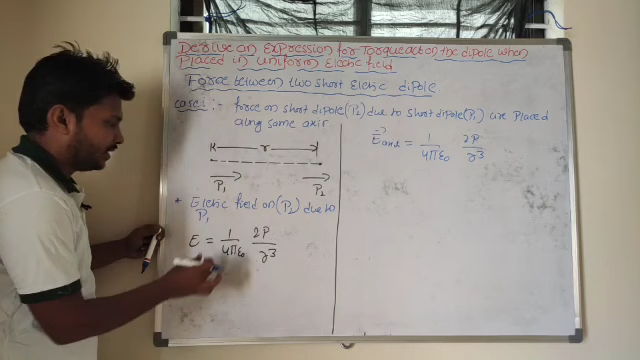 Derive an Expression for Torque act on the dipole when
Placed in uniform Electric field
Force between two short Electric dipole.
case I :- force on short dipole (P2) due to short dipole (P1) are placed
along same axis
r
P1 P2
* Electric field on (P2) due to
P1
E = 1/4πε0 2P/r3
E⃗axial = 1/4πε0 2P/r3